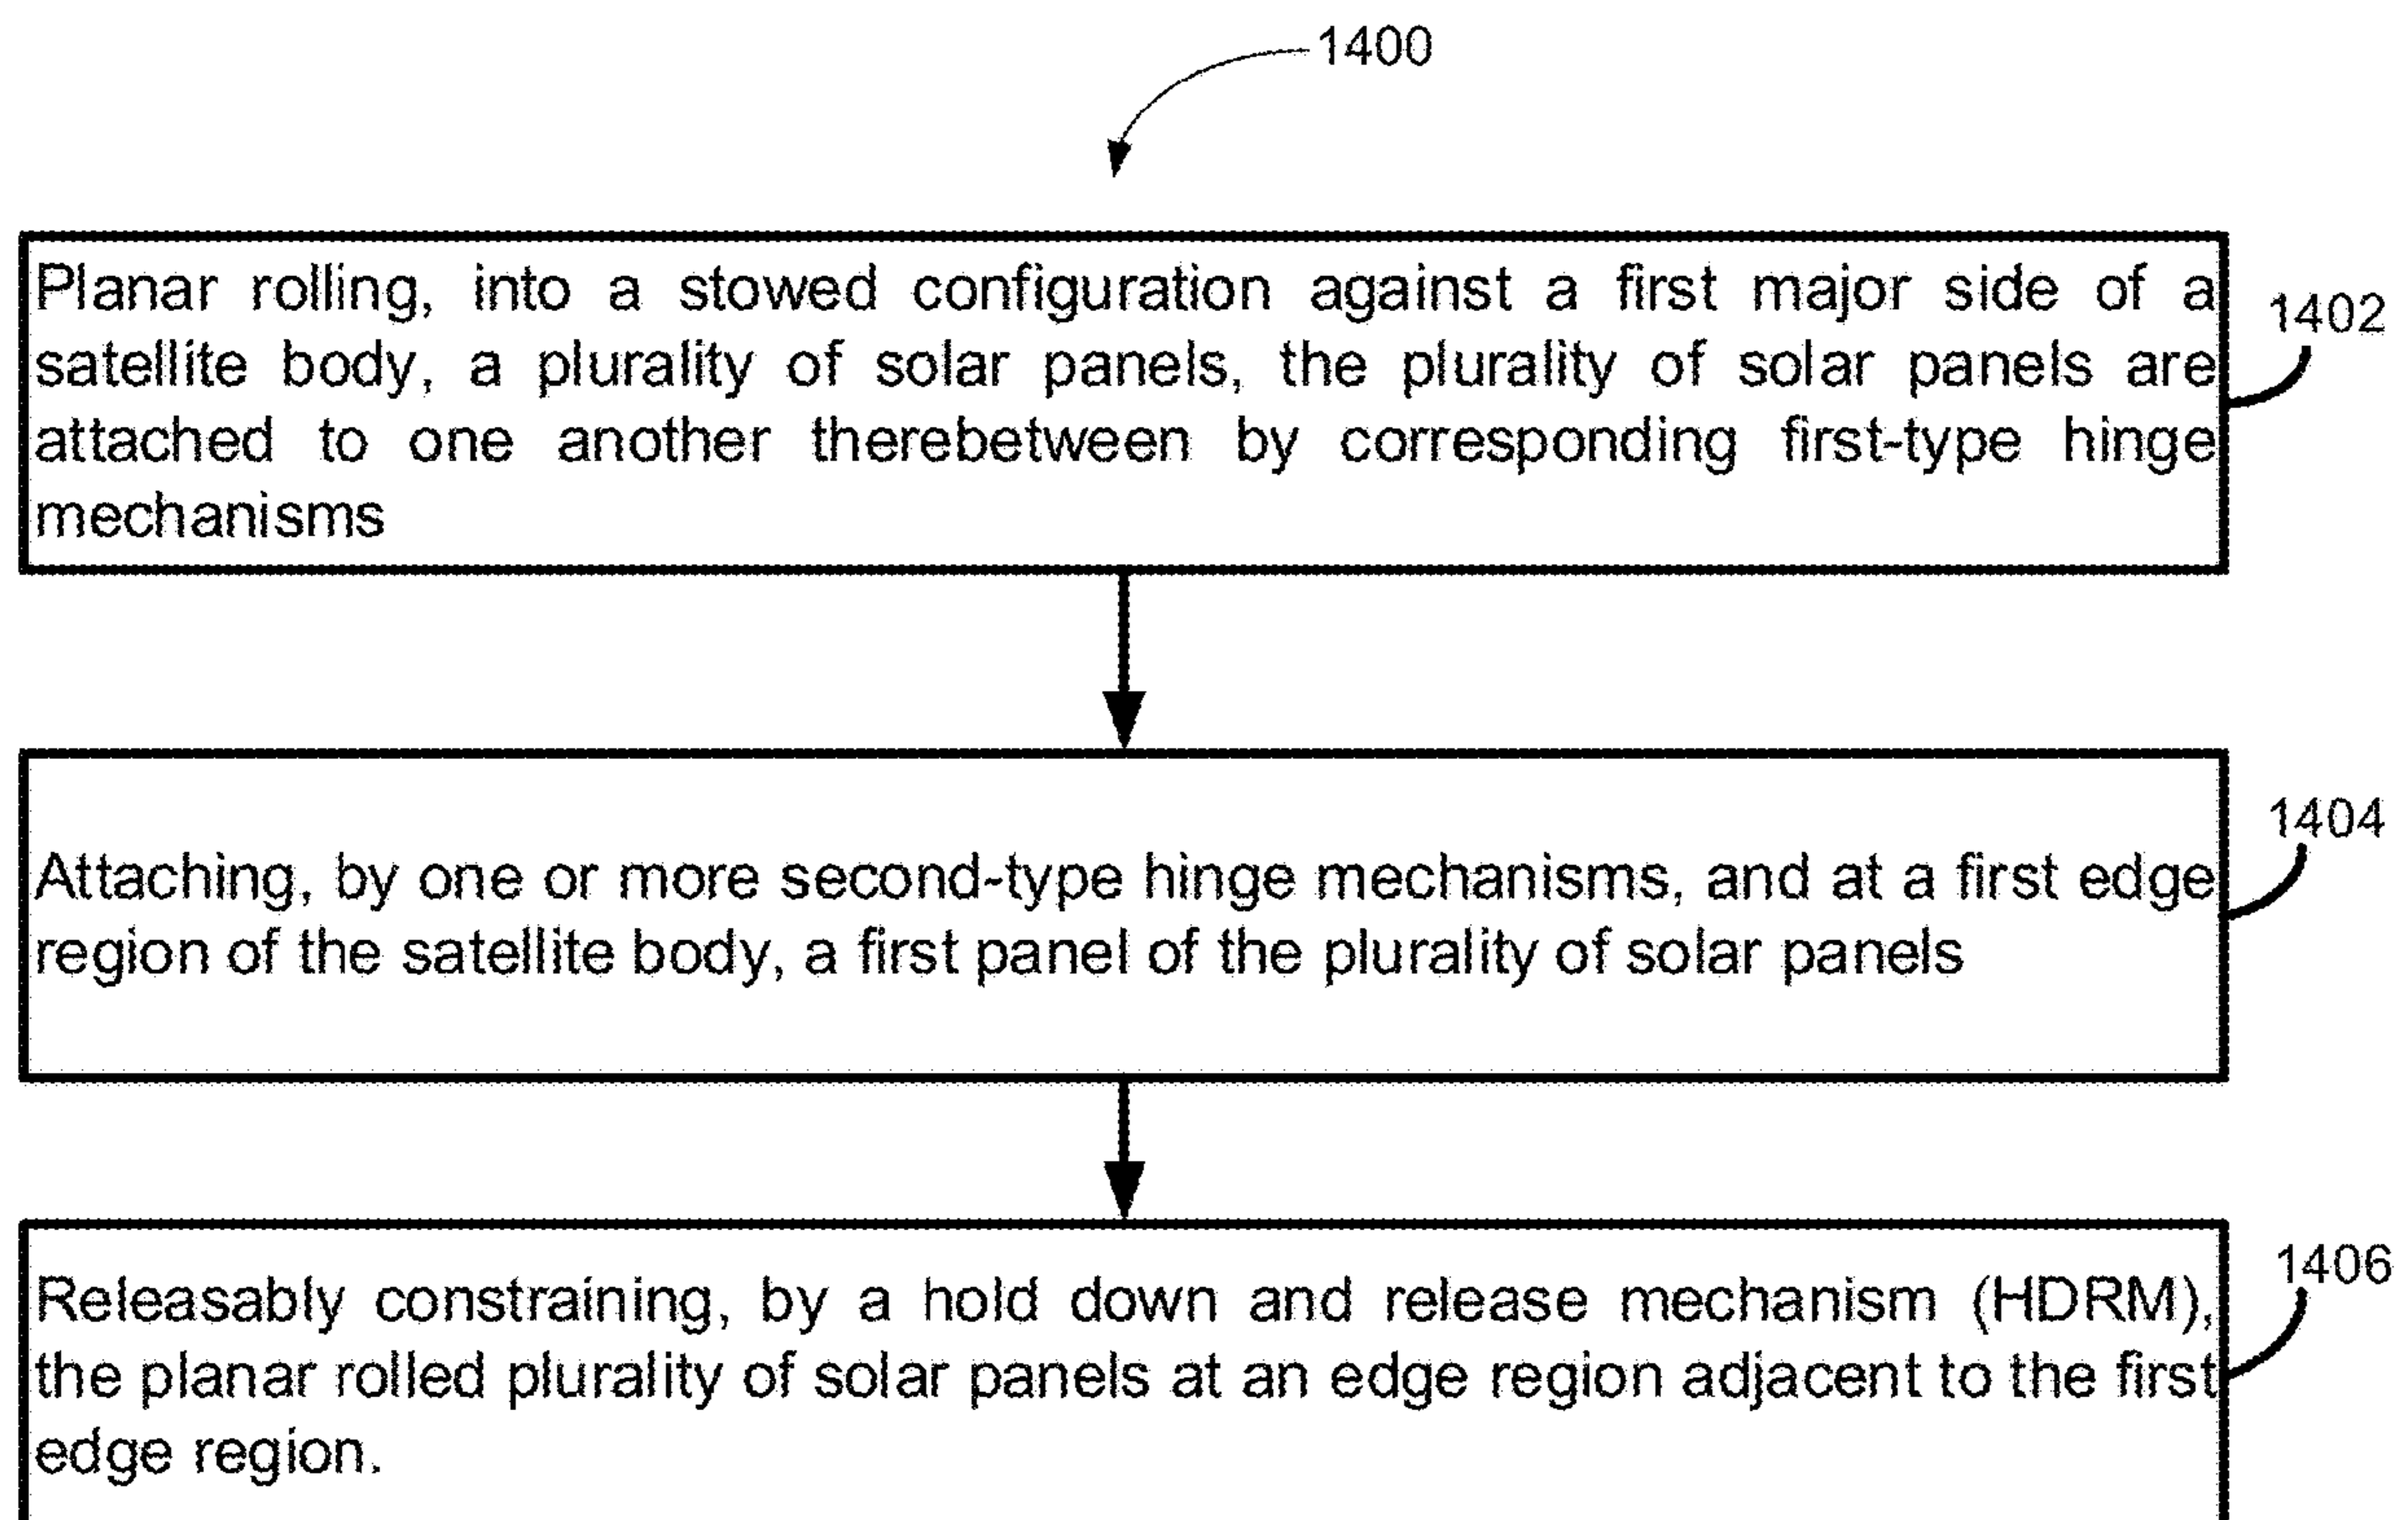 1400
Planar rolling, into a stowed configuration against a first major side of a
satellite body, a plurality of solar panels, the plurality of solar panels are
attached to one another therebetween by corresponding first-type hinge
mechanisms
1402
Attaching, by one or more second-type hinge mechanisms, and at a first edge
region of the satellite body, a first panel of the plurality of solar panels
1404
Releasably constraining, by a hold down and release mechanism (HDRM),
the planar rolled plurality of solar panels at an edge region adjacent to the first
edge region.
1406